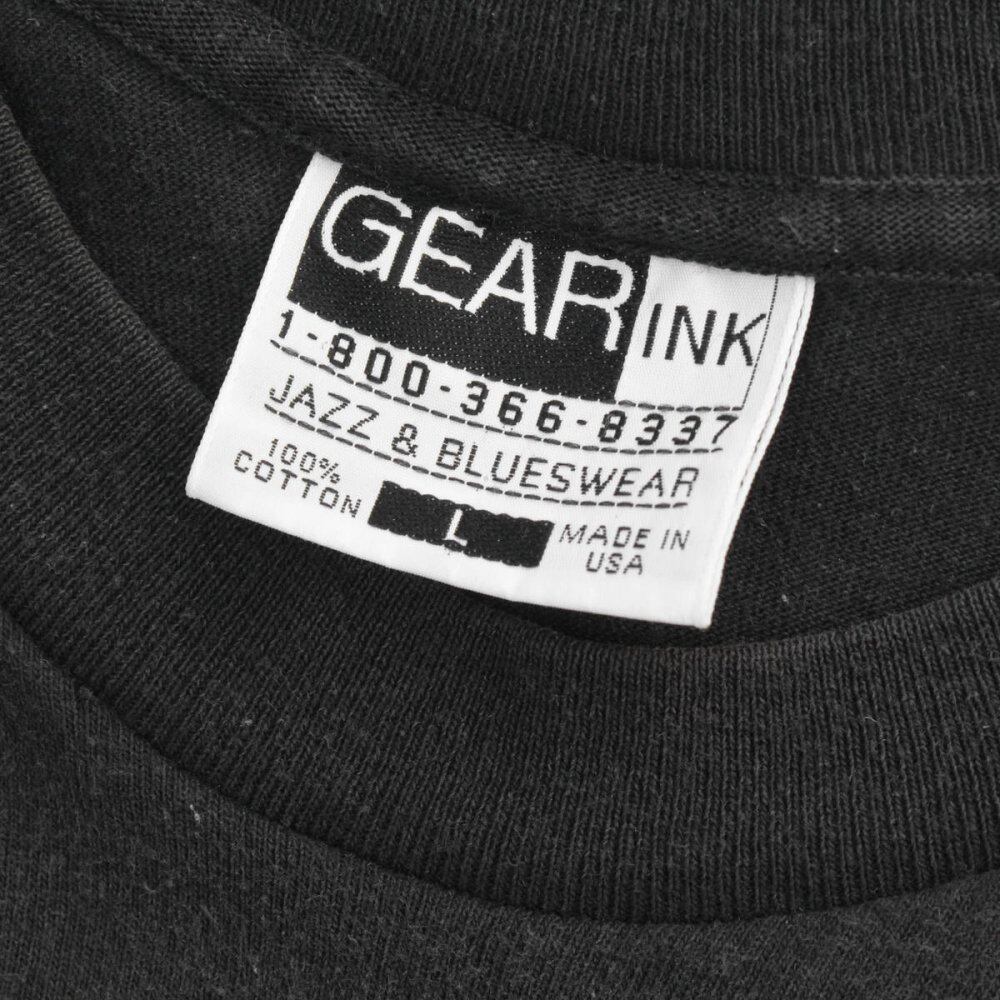 GEAR INK
1-800-366-8337
JAZZ & BLUESWEAR
100%
COTTON
L
MADE IN
USA